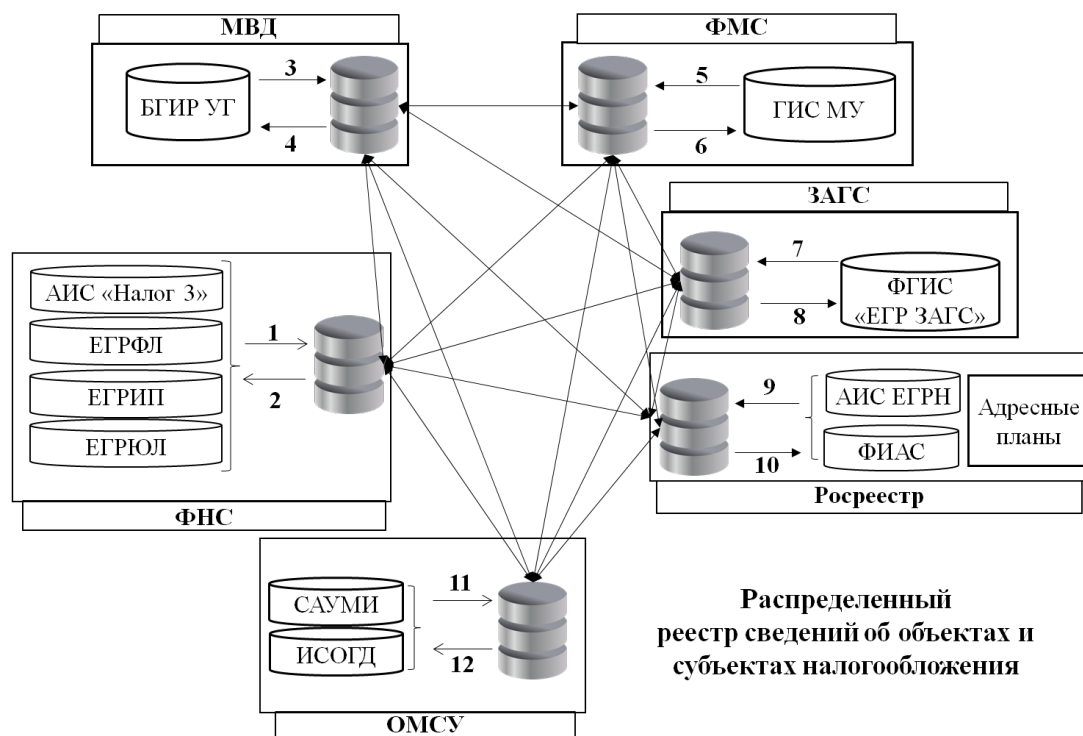 МВД
БГИР УГ
3
4
ФМС
5
6
ГИС МУ
ЗАГС
7
8
ФГИС
«ЕГР ЗАГС»
АИС «Налог 3»
ЕГРФЛ
ЕГРИП
ЕГРЮЛ
1
2
ФНС
9
10
АИС ЕГРН
ФИАС
Адресные
планы
Росреестр
САУМИ
ИСОГД
11
12
ОМСУ
Распределенный
реестр сведений об объектах и
субъектах налогообложения